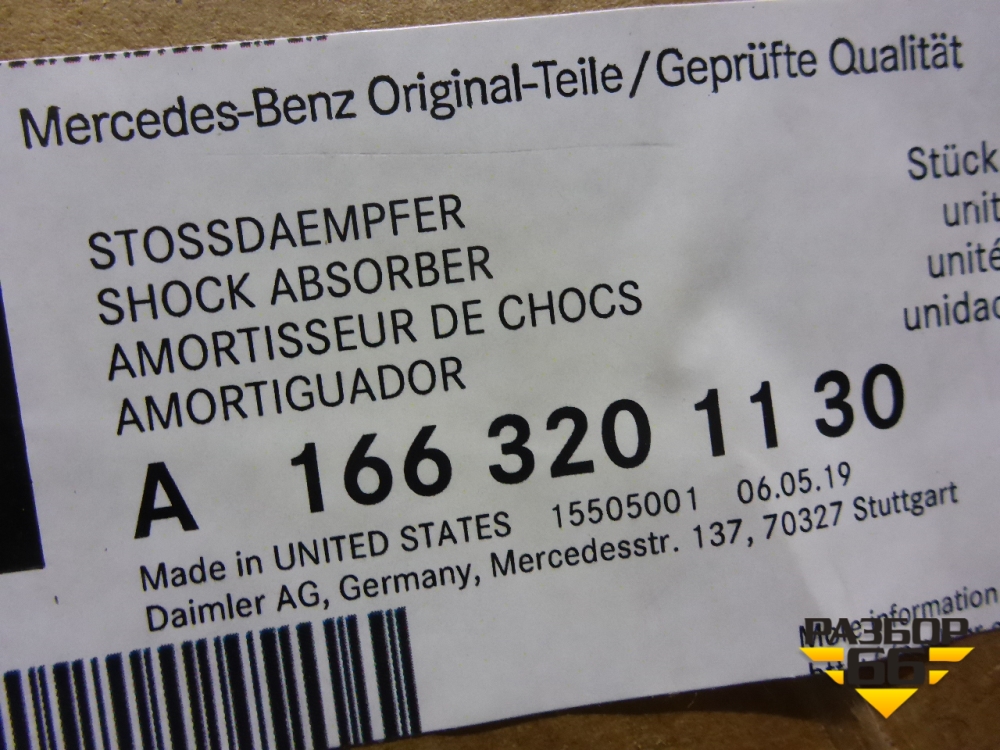 Mercedes-Benz Original-Teile/Geprüfte Qualität
Stück
unit
unité
unidad
STOSSDAEMPFER
SHOCK ABSORBER
AMORTISSEUR DE CHOCS
AMORTIGUADOR
A 166 320 11 30
Made in UNITED STATES 15505001 06.05.19
Daimler AG, Germany, Mercedesstr. 137, 70327 Stuttgart
More information
РАЗБОР
66